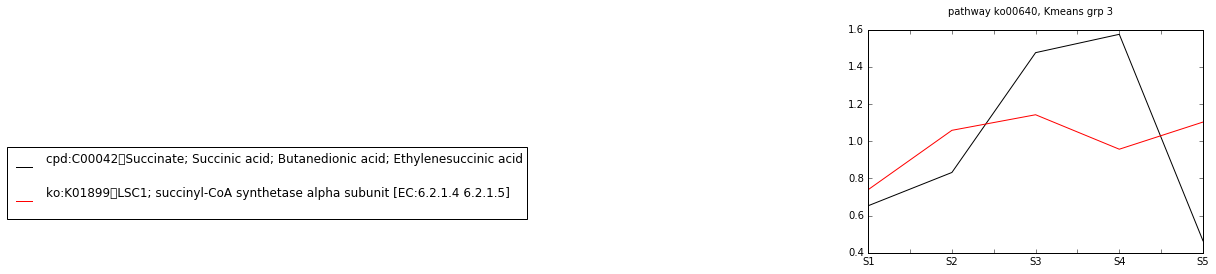 pathway ko00640, Kmeans grp 3
1.6
1.4
1.2
1.0
0.8
0.6
0.4
S1 S2 S3 S4 S5
cpd:C00042▯Succinate; Succinic acid; Butanedionic acid; Ethylenesuccinic acid
ko:K01899▯LSC1; succinyl-CoA synthetase alpha subunit [EC:6.2.1.4 6.2.1.5]